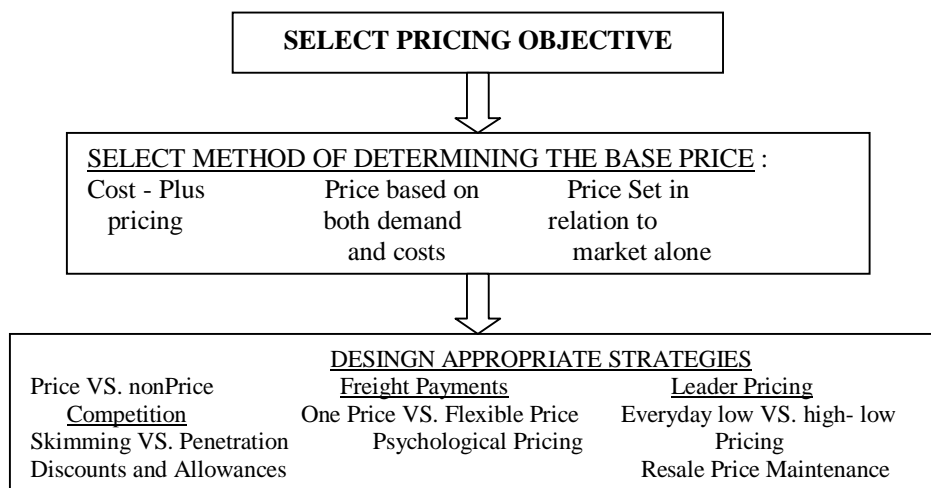 SELECT PRICING OBJECTIVE
SELECT METHOD OF DETERMINING THE BASE PRICE :
Cost - Plus Price based on Price Set in
pricing both demand relation to
and costs market alone
DESINGN APPROPRIATE STRATEGIES
Price VS. nonPrice Freight Payments Leader Pricing
Competition One Price VS. Flexible Price Everyday low VS. high- low
Skimming VS. Penetration Psychological Pricing Pricing
Discounts and Allowances Resale Price Maintenance